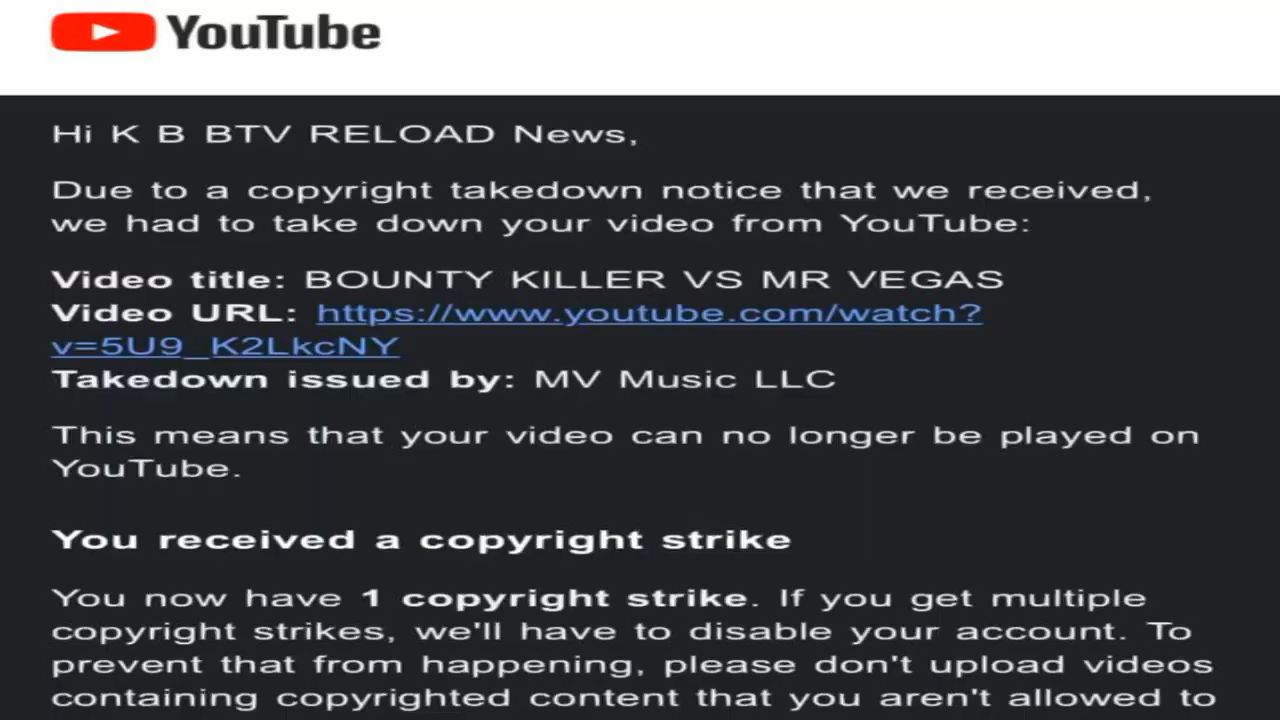 YouTube
Hi K B BTV RELOAD News,
Due to a copyright takedown notice that we received,
we had to take down your video from YouTube:
Video title: BOUNTY KILLER VS MR VEGAS
Video URL: https://www.youtube.com/watch?
v=5U9_K2LkcNY
Takedown issued by: MV Music LLC
This means that your video can no longer be played on
YouTube.
You received a copyright strike
You now have 1 copyright strike. If you get multiple
copyright strikes, we'll have to disable your account. To
prevent that from happening, please don't upload videos
containing copyrighted content that you aren't allowed to